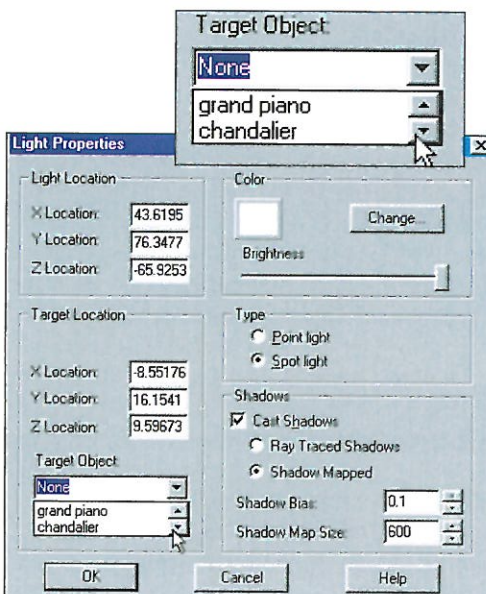 Target Object:
None
grand piano
chandalier
Light Properties
Light Location
X Location: 43.6195
Y Location: 76.3477
Z Location: -65.9253
Color
Change...
Brightness
Target Location
X Location: -8.55176
Y Location: 16.1541
Z Location: 9.59673
Target Object:
None
grand piano
chandalier
Type
Point light
Spot light
Shadows
Cast Shadows
Ray Traced Shadows
Shadow Mapped
Shadow Bias: 0.1
Shadow Map Size: 600
OK
Cancel
Help